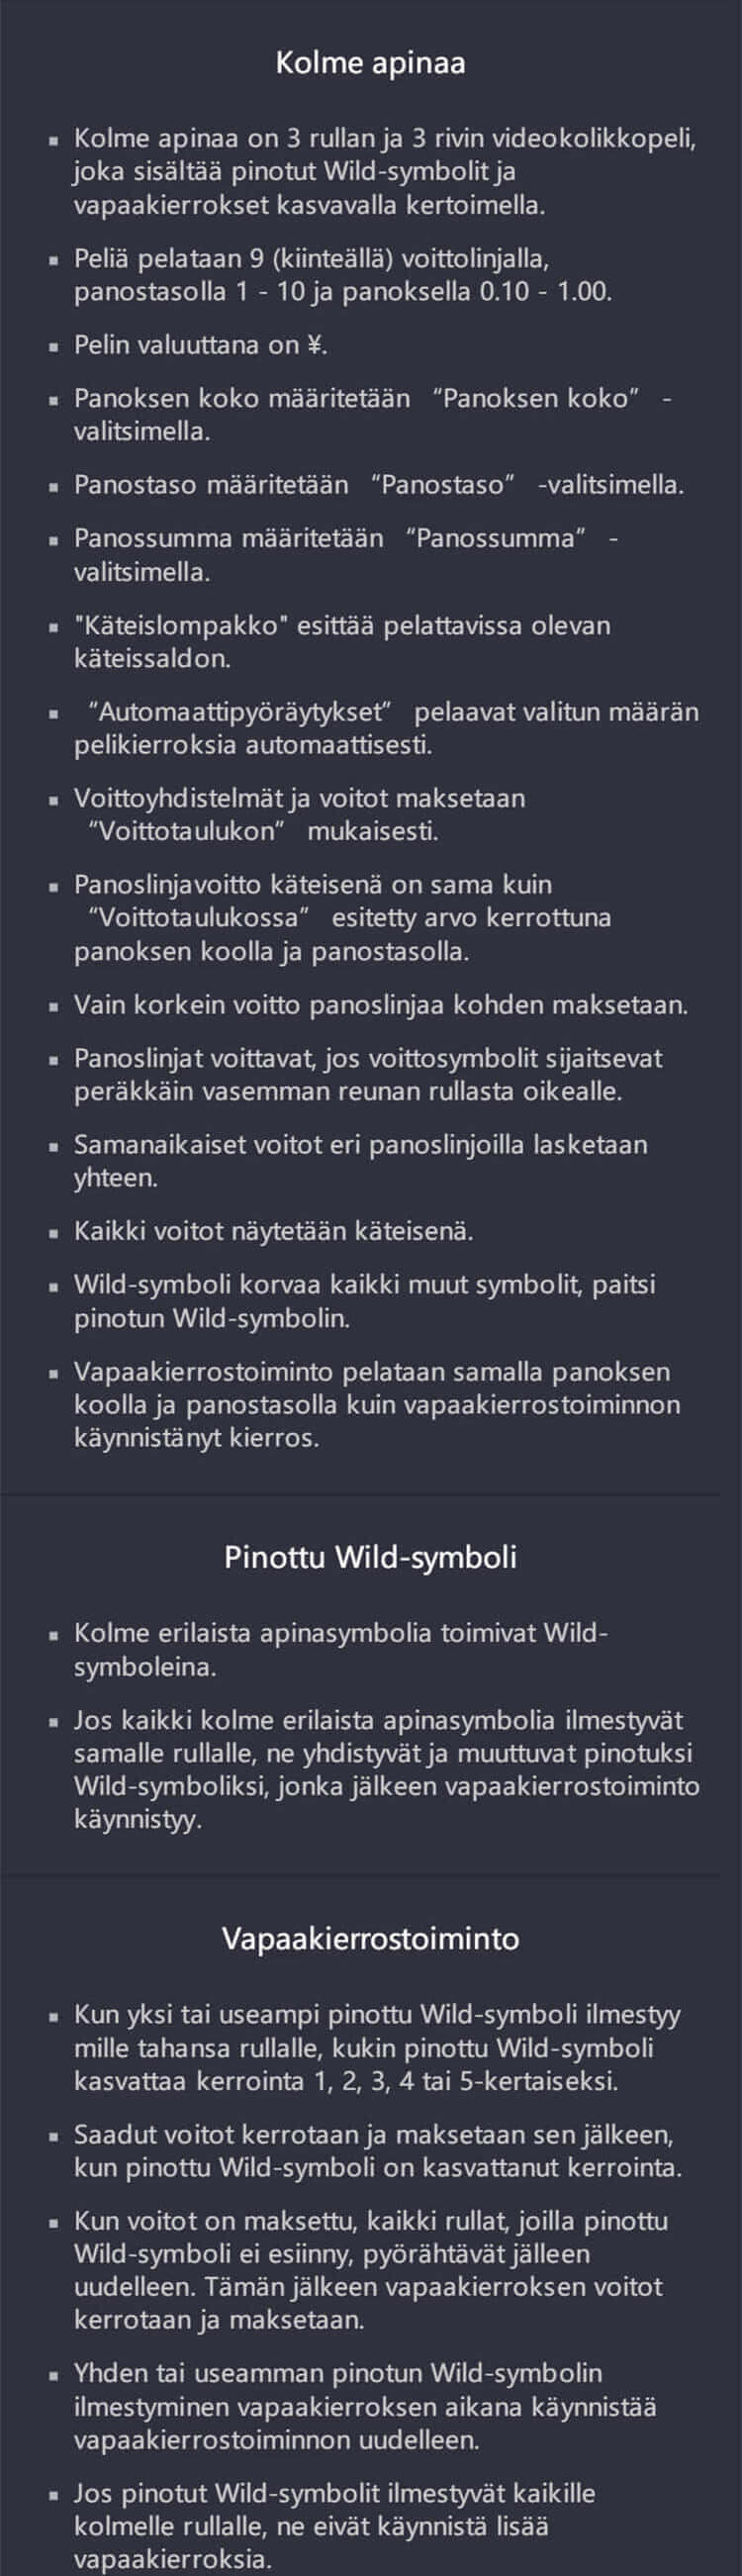 Kolme apinaa
▪ Kolme apinaa on 3 rullan ja 3 rivin videokolikkopeli,
joka sisältää pinotut Wild-symbolit ja
vapaakierrokset kasvavalla kertoimella.
▪ Peliä pelataan 9 (kiinteällä) voittolinjalla,
panostasolla 1 - 10 ja panoksella 0.10 - 1.00.
▪ Pelin valuuttana on ¥.
▪ Panoksen koko määritetään “Panoksen koko” -
valitsimella.
▪ Panostaso määritetään “Panostaso” -valitsimella.
▪ Panossumma määritetään “Panossumma” -
valitsimella.
▪ "Käteislompakko" esittää pelattavissa olevan
käteissaldon.
▪ “Automaattipyöräytykset” pelaavat valitun määrän
pelikierroksia automaattisesti.
▪ Voittoyhdistelmät ja voitot maksetaan
“Voittotaulukon” mukaisesti.
▪ Panoslinjavoitto käteisenä on sama kuin
“Voittotaulukossa” esitetty arvo kerrottuna
panoksen koolla ja panostasolla.
▪ Vain korkein voitto panoslinjaa kohden maksetaan.
▪ Panoslinjat voittavat, jos voittosymbolit sijaitsevat
peräkkäin vasemman reunan rullasta oikealle.
▪ Samanaikaiset voitot eri panoslinjoilla lasketaan
yhteen.
▪ Kaikki voitot näytetään käteisenä.
▪ Wild-symboli korvaa kaikki muut symbolit, paitsi
pinotun Wild-symbolin.
▪ Vapaakierrostoiminto pelataan samalla panoksen
koolla ja panostasolla kuin vapaakierrostoiminnon
käynnistänyt kierros.
Pinottu Wild-symboli
▪ Kolme erilaista apinasymbolia toimivat Wild-
symboleina.
▪ Jos kaikki kolme erilaista apinasymbolia ilmestyvät
samalle rullalle, ne yhdistyvät ja muuttuvat pinotuksi
Wild-symboliksi, jonka jälkeen vapaakierrostoiminto
käynnistyy.
Vapaakierrostoiminto
▪ Kun yksi tai useampi pinottu Wild-symboli ilmestyy
mille tahansa rullalle, kukin pinottu Wild-symboli
kasvattaa kerrointa 1, 2, 3, 4 tai 5-kertaiseksi.
▪ Saadut voitot kerrotaan ja maksetaan sen jälkeen,
kun pinottu Wild-symboli on kasvattanut kerrointa.
▪ Kun voitot on maksettu, kaikki rullat, joilla pinottu
Wild-symboli ei esiinny, pyörähtävät jälleen
uudelleen. Tämän jälkeen vapaakierroksen voitot
kerrotaan ja maksetaan.
▪ Yhden tai useamman pinotun Wild-symbolin
ilmestyminen vapaakierroksen aikana käynnistää
vapaakierrostoiminnon uudelleen.
▪ Jos pinotut Wild-symbolit ilmestyvät kaikille
kolmelle rullalle, ne eivät käynnistä lisää
vapaakierroksia.